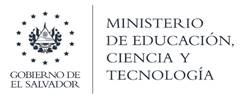 GOBIERNO DE
EL SALVADOR
MINISTERIO
DE EDUCACIÓN,
CIENCIA Y
TECNOLOGÍA